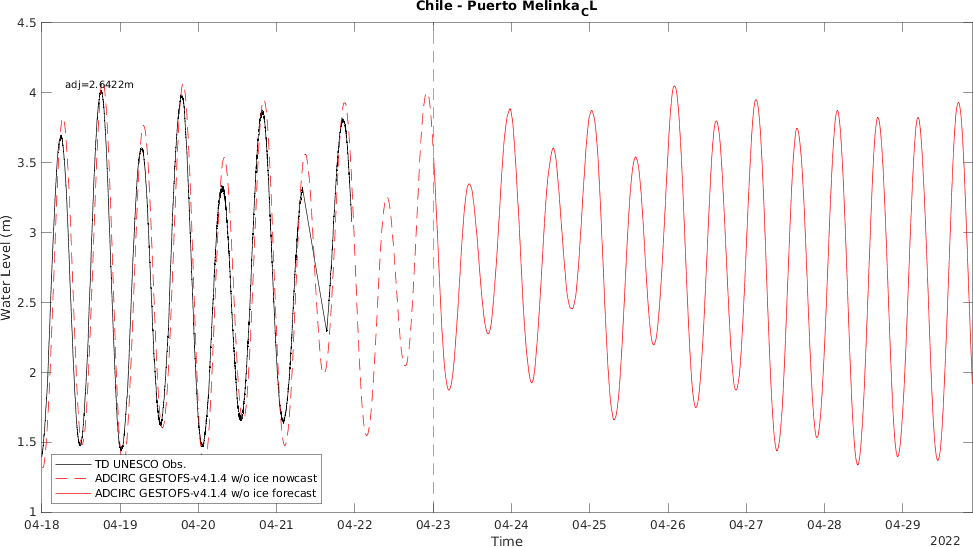 Chile - Puerto Melinka_CL
4.5
4
3.5
3
2.5
2
1.5
1
Water Level (m)
adj=2.6422m
TD UNESCO Obs.
ADCIRC GESTOFS-v4.1.4 w/o ice nowcast
ADCIRC GESTOFS-v4.1.4 w/o ice forecast
04-18 04-19 04-20 04-21 04-22 04-23 04-24 04-25 04-26 04-27 04-28 04-29
Time
2022